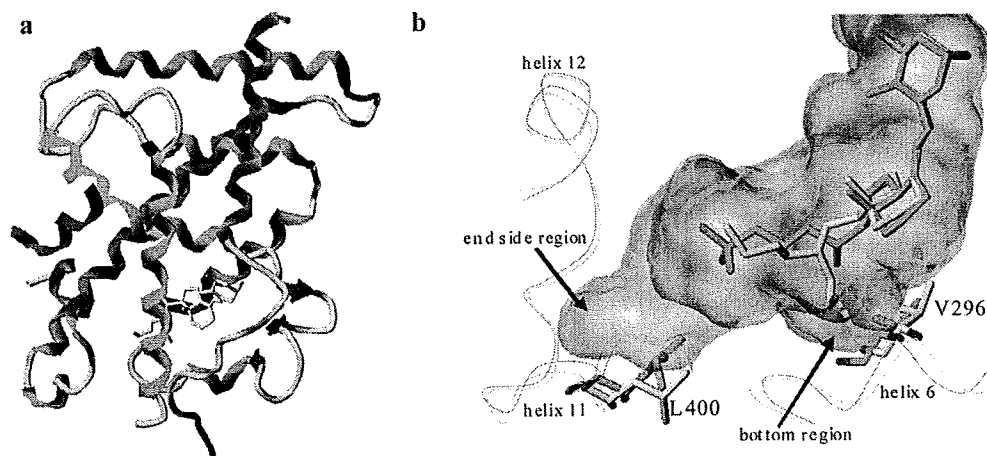 a
b
helix 12
end side region
V296
helix 11
L400
helix 6
bottom region